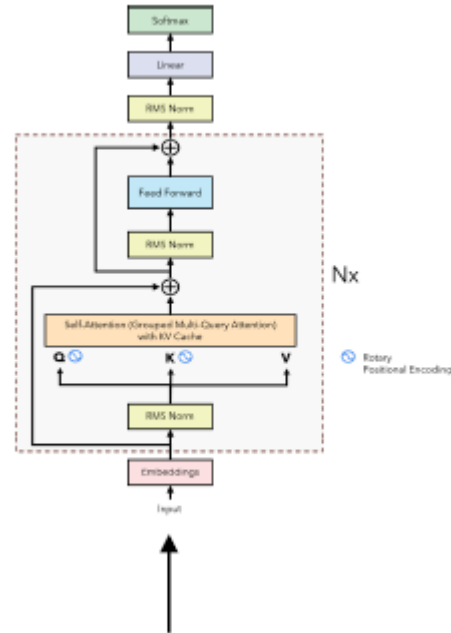 Softmax
Linear
RMS Norm
Feed Forward
RMS Norm
Nx
Self-Attention (Grouped Multi-Query Attention)
with KV Cache
Q K V
Rotary
Positional Encoding
RMS Norm
Embeddings
Input